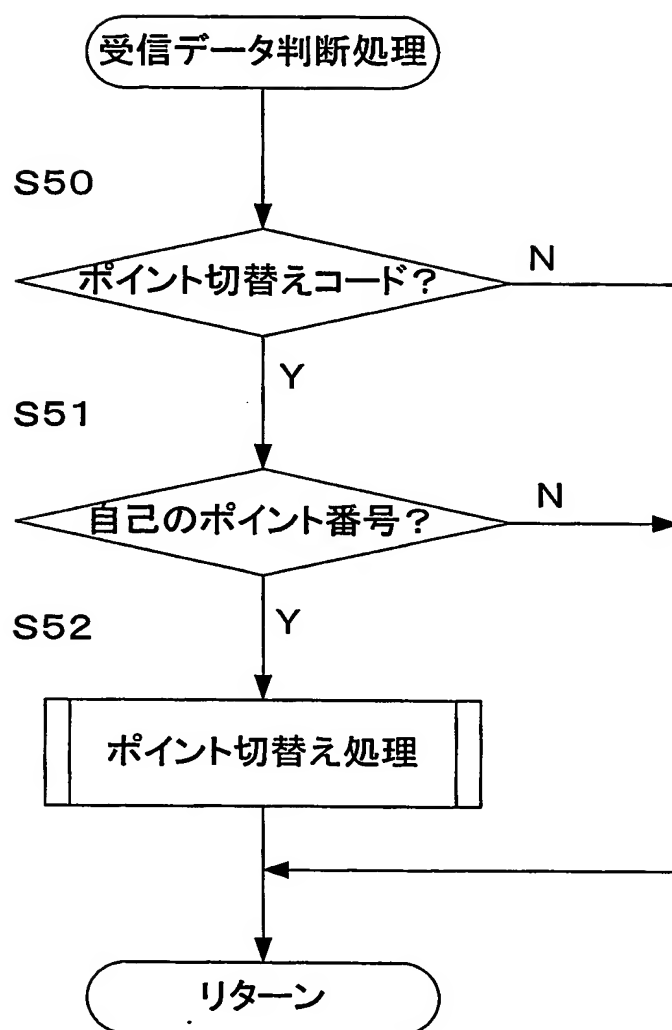 受信データ判断処理
S50
ポイント切替えコード?
N
Y
S51
自己のポイント番号?
N
Y
S52
ポイント切替え処理
リターン